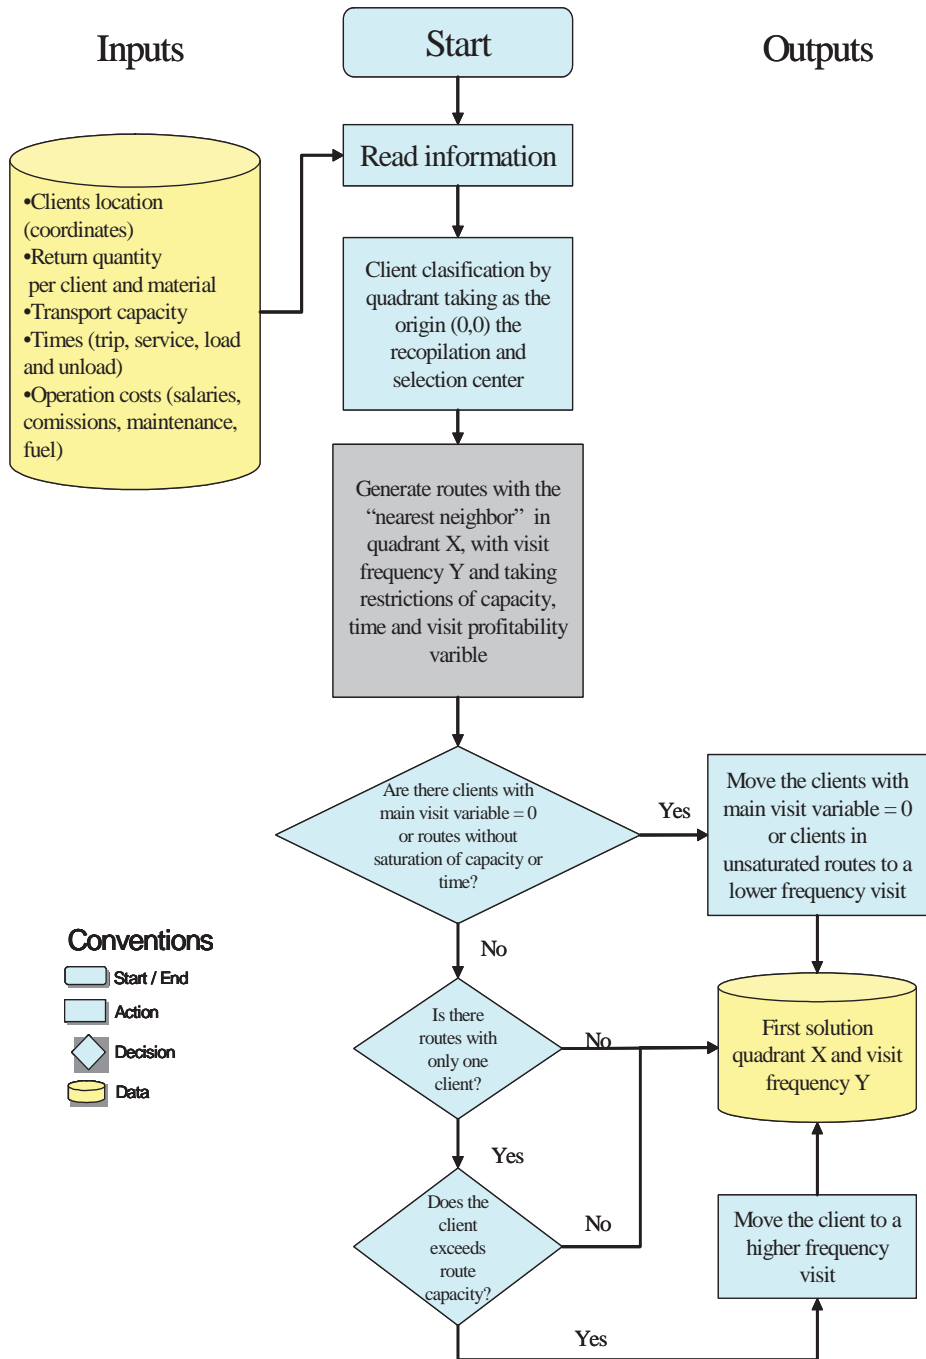 Inputs
Start
Outputs
Read information
•Clients location
(coordinates)
•Return quantity
per client and material
•Transport capacity
•Times (trip, service, load
and unload)
•Operation costs (salaries,
comissions, maintenance,
fuel)
Client clasification by
quadrant taking as the
origin (0,0) the
recopilation and
selection center
Generate routes with the
“nearest neighbor” in
quadrant X, with visit
frequency Y and taking
restrictions of capacity,
time and visit profitability
varible
Are there clients with
main visit variable = 0
or routes without
saturation of capacity or
time?
Yes
Move the clients with
main visit variable = 0
or clients in
unsaturated routes to a
lower frequency visit
No
Conventions
Start / End
Action
Decision
Data
Is there
routes with
only one
client?
No
First solution
quadrant X and visit
frequency Y
Yes
Does the
client
exceeds
route
capacity?
No
Move the client to a
higher frequency
visit
Yes